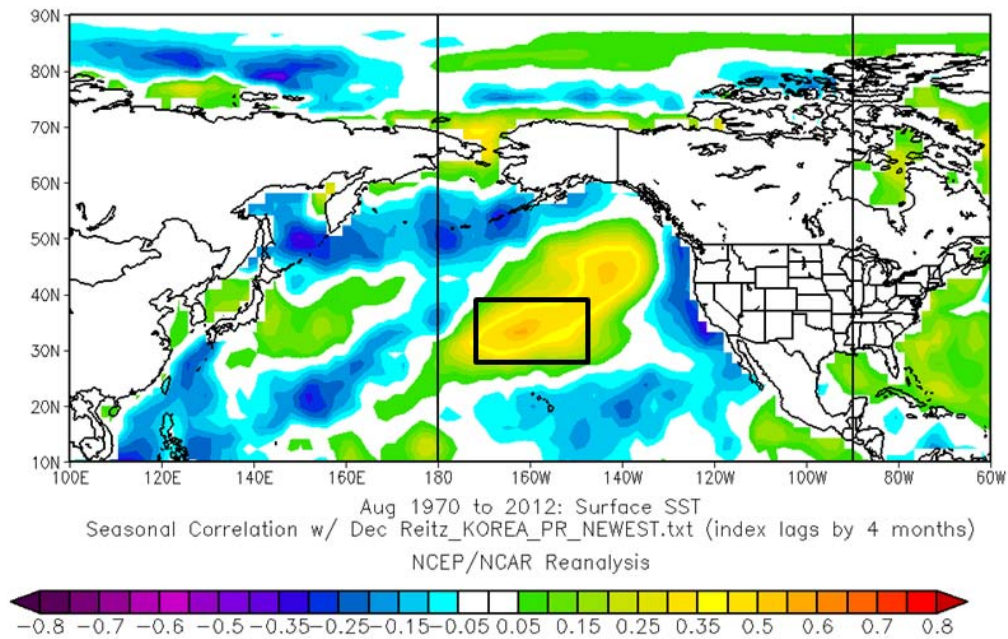 90N
80N
70N
60N
50N
40N
30N
20N
10N
100E 120E 140E 160E 180 160W 140W 120W 100W 80W 60W
Aug 1970 to 2012: Surface SST
Seasonal Correlation w/ Dec Reitz_KOREA_PR_NEWEST.txt (index lags by 4 months)
NCEP/NCAR Reanalysis
-0.8 -0.7 -0.6 -0.5 -0.35 -0.25 -0.15 -0.05 0.05 0.15 0.25 0.35 0.5 0.6 0.7 0.8